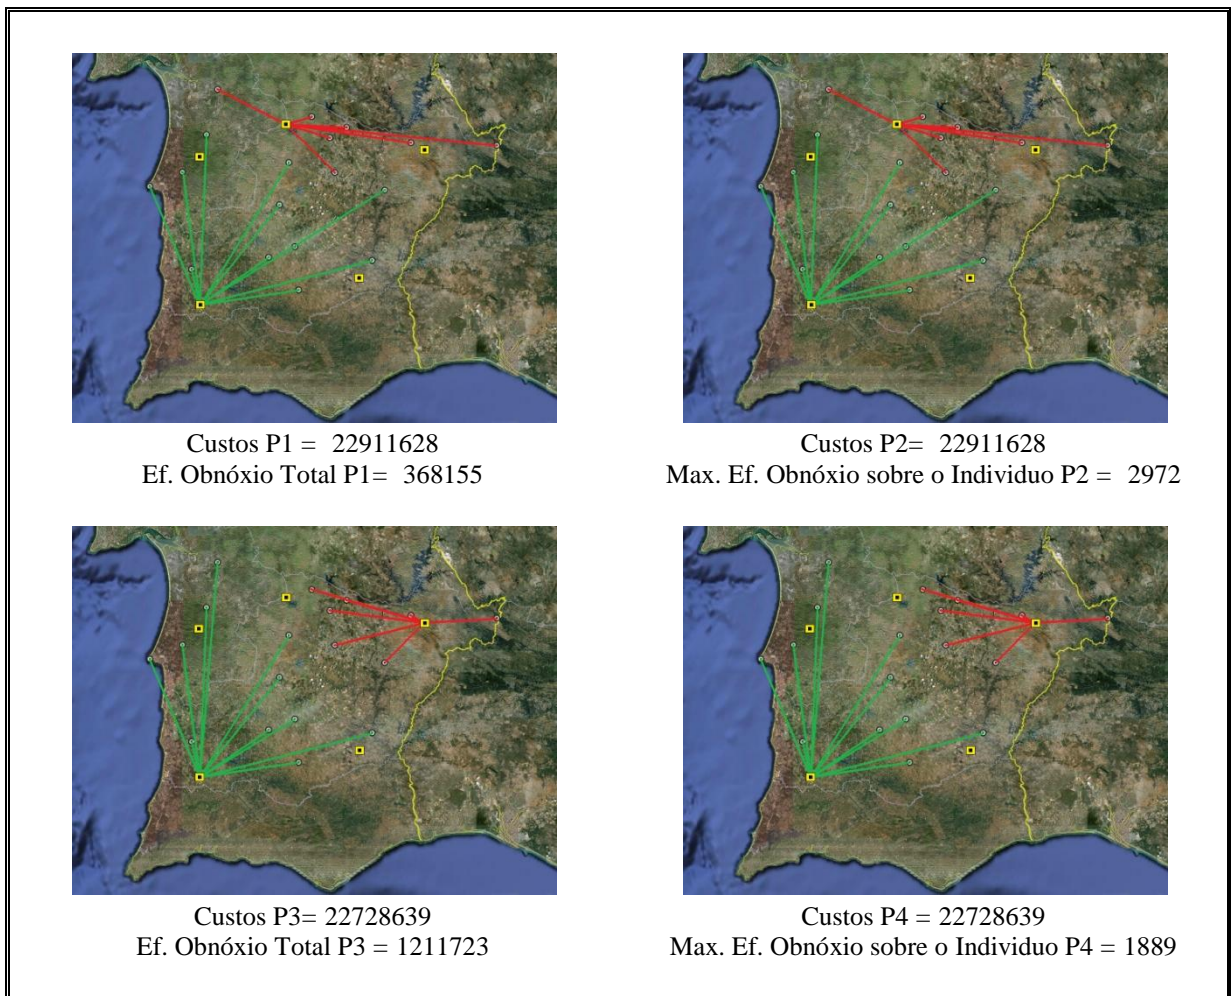 Custos P1 = 22911628
Ef. Obnóxio Total P1= 368155
Custos P2= 22911628
Max. Ef. Obnóxio sobre o Individuo P2 = 2972
Custos P3= 22728639
Ef. Obnóxio Total P3 = 1211723
Custos P4 = 22728639
Max. Ef. Obnóxio sobre o Individuo P4 = 1889